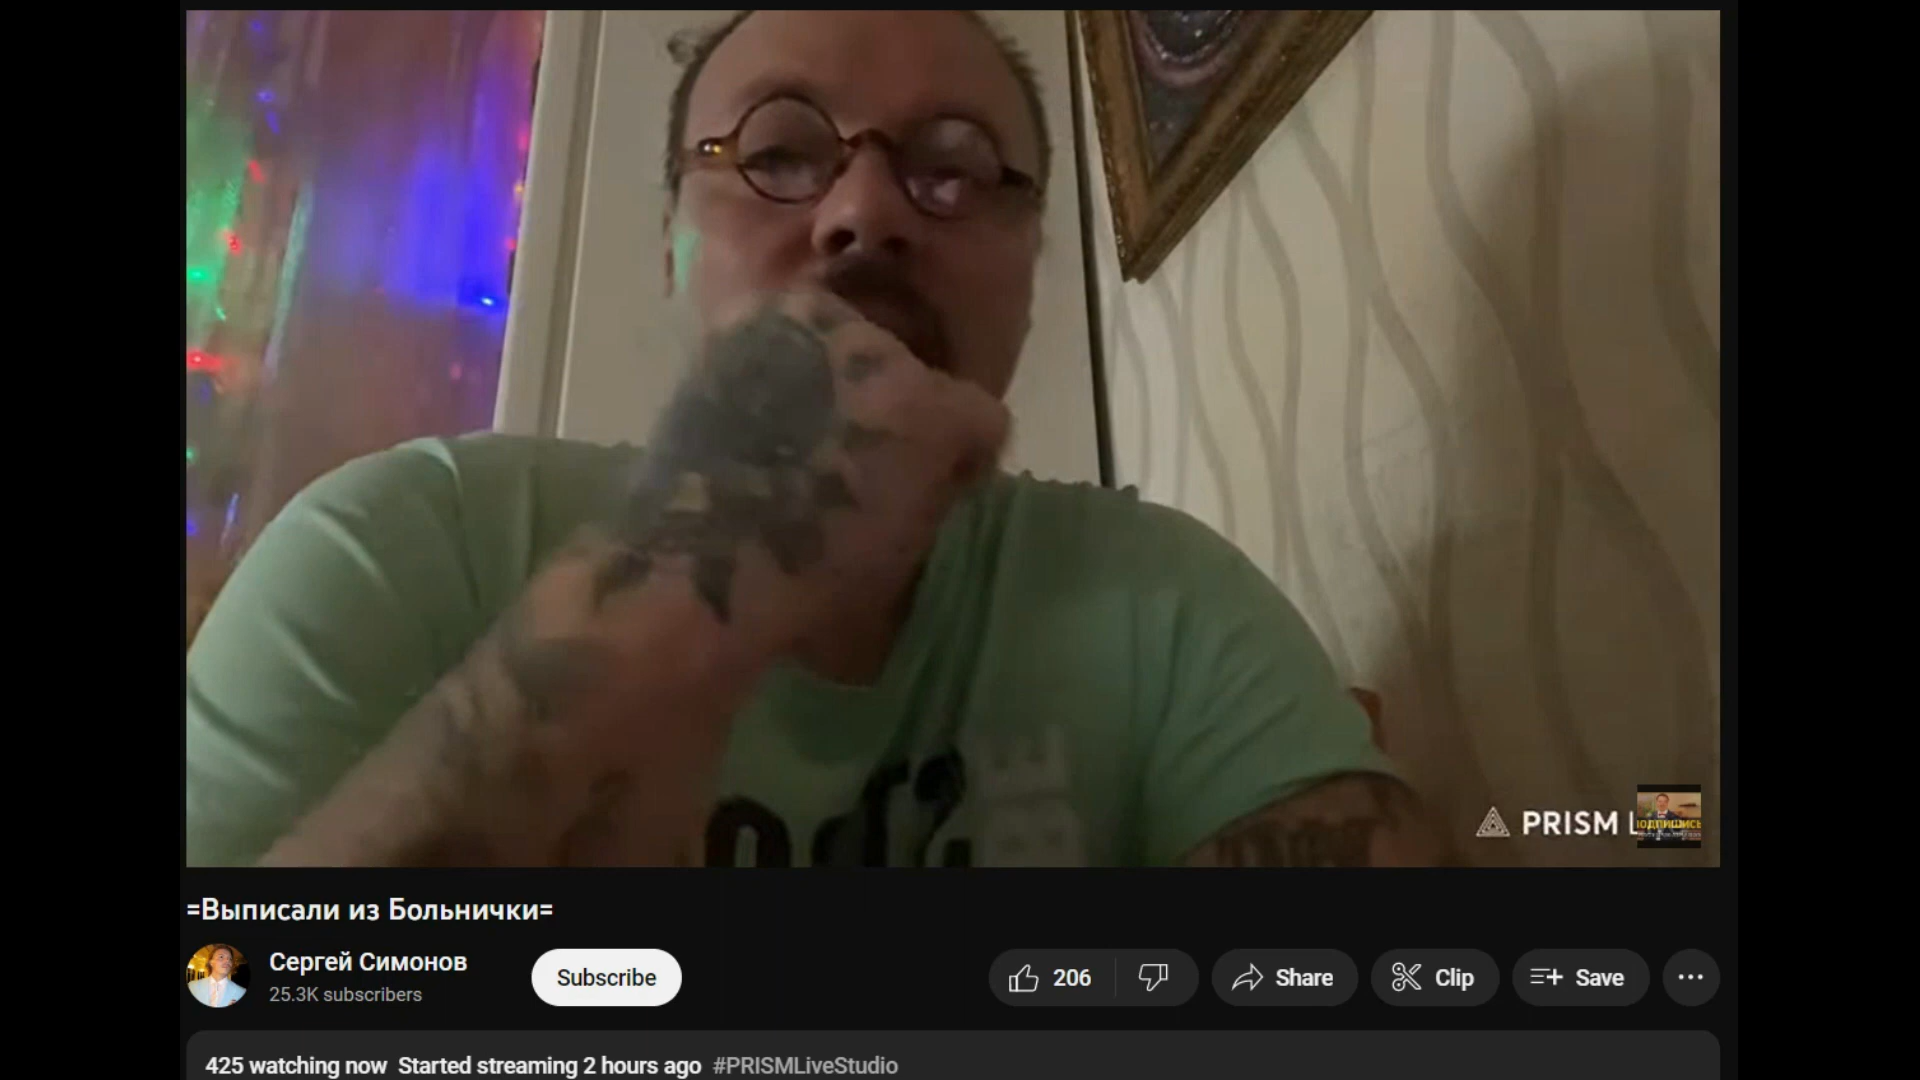 PRISM L
ПОДПИШИСЬ
=Выписали из Больнички=
Сергей Симонов
25.3K subscribers
Subscribe
206
Share
Clip
Save
425 watching now Started streaming 2 hours ago #PRISMLiveStudio